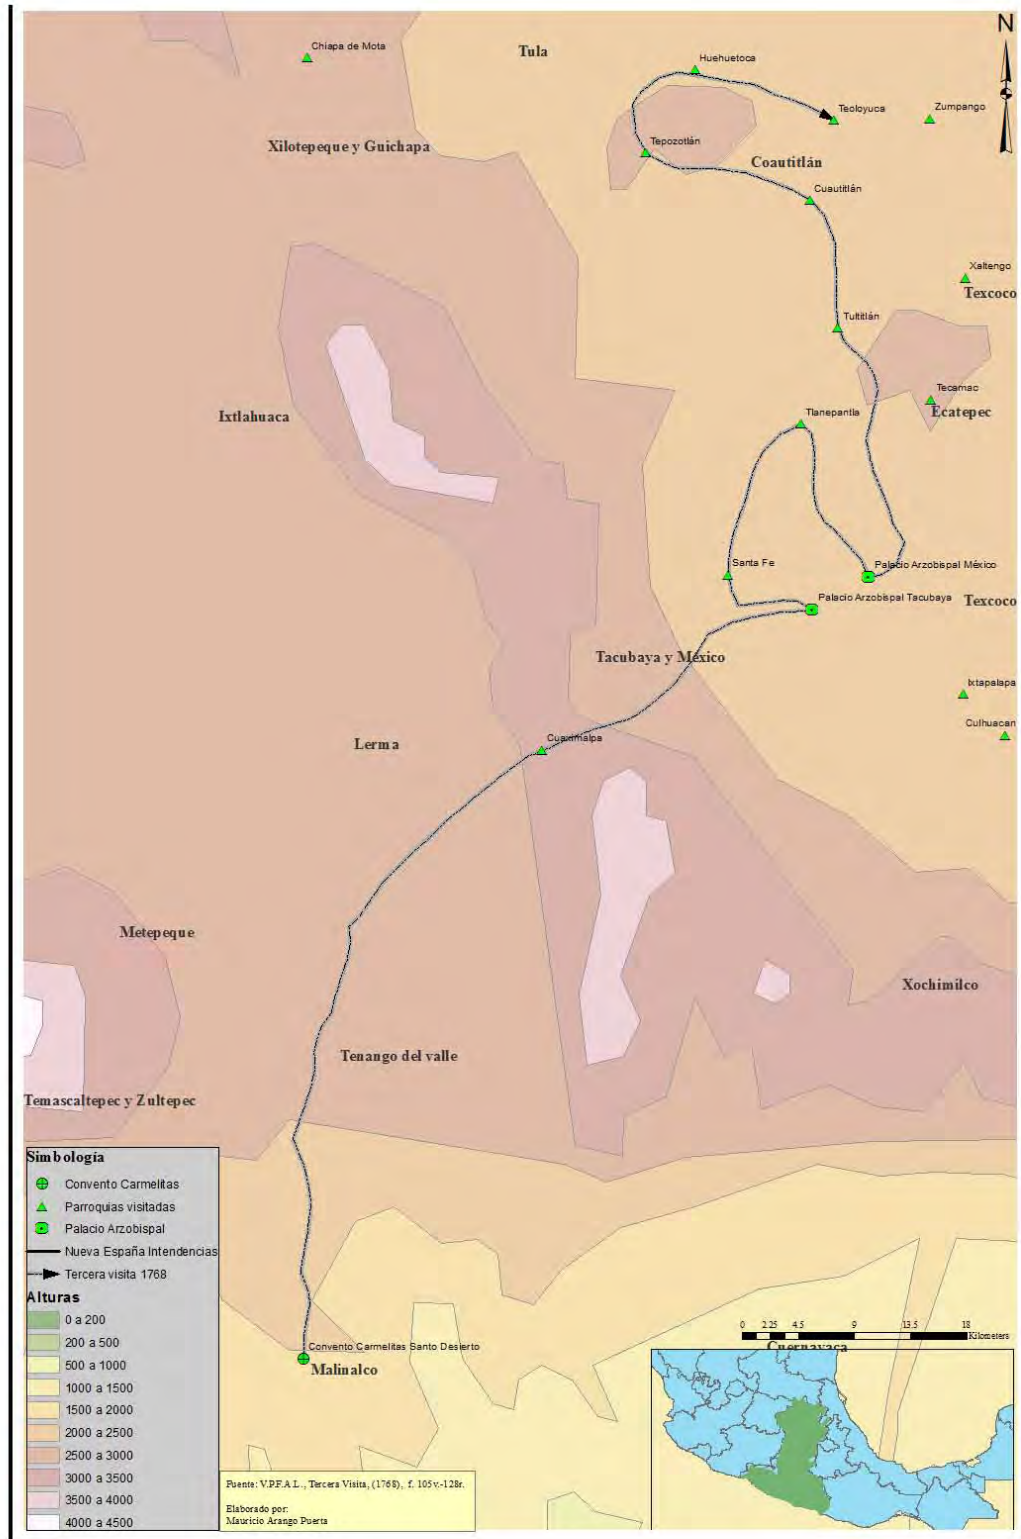 N
Chiapa de Mota
Tula
Huehuetoca
Teoloyuca
Zumpango
Xilotepeque y Guichapa
Tepozotlán
Coautitlán
Cuautitlán
Xaltengo
Texcoco
Tultitlán
Tecamac
Ecatepec
Ixtlahuaca
Tlanepantla
Santa Fe
Palacio Arzobispal México
Palacio Arzobispal Tacubaya
Texcoco
Tacubaya y México
Ixtapalapa
Culhuacan
Lerma
Cuaximalpa
Metepeque
Xochimilco
Tenango del valle
Temascaltepec y Zultepec
Convento Carmelitas Santo Desierto
Malinalco
Simbología
Convento Carmelitas
Parroquias visitadas
Palacio Arzobispal
Nueva España Intendencias
Tercera visita 1768
Alturas
0 a 200
200 a 500
500 a 1000
1000 a 1500
1500 a 2000
2000 a 2500
2500 a 3000
3000 a 3500
3500 a 4000
4000 a 4500
Fuente: V.P.F.A.L., Tercera Visita, (1768), f. 105v.-128r.
Elaborado por:
Mauricio Arango Puerta
0 2.25 4.5 9 13.5 18
Kilometers
Cuernavaca